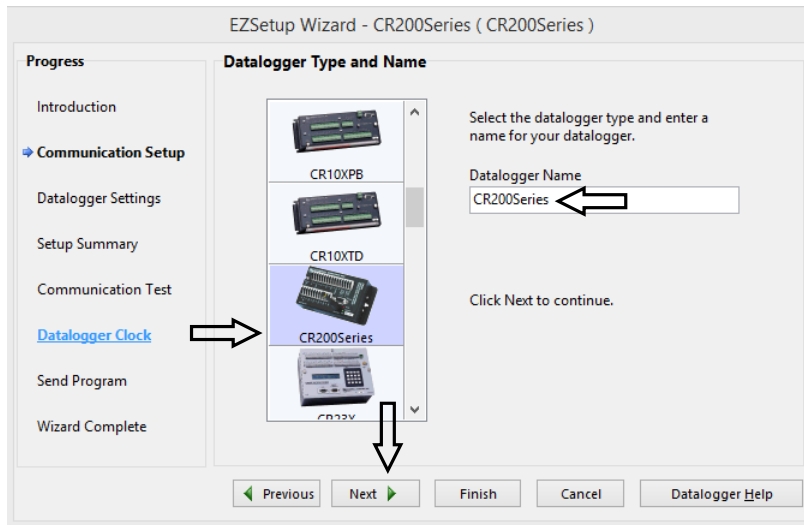 EZSetup Wizard - CR200Series ( CR200Series )
Progress
Introduction
Communication Setup
Datalogger Settings
Setup Summary
Communication Test
Datalogger Clock
Send Program
Wizard Complete
Datalogger Type and Name
CR10XPB
CR10XTD
CR200Series
CR23X
Select the datalogger type and enter a
name for your datalogger.
Datalogger Name
CR200Series
Click Next to continue.
Previous
Next
Finish
Cancel
Datalogger Help